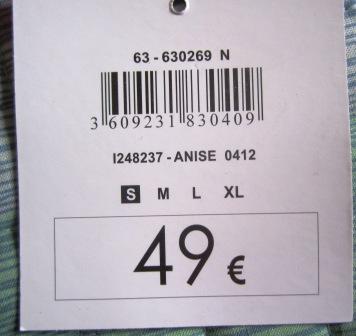 63 - 630269 N
3 609231 830409
I248237 - ANISE 0412
S M L XL
49 €